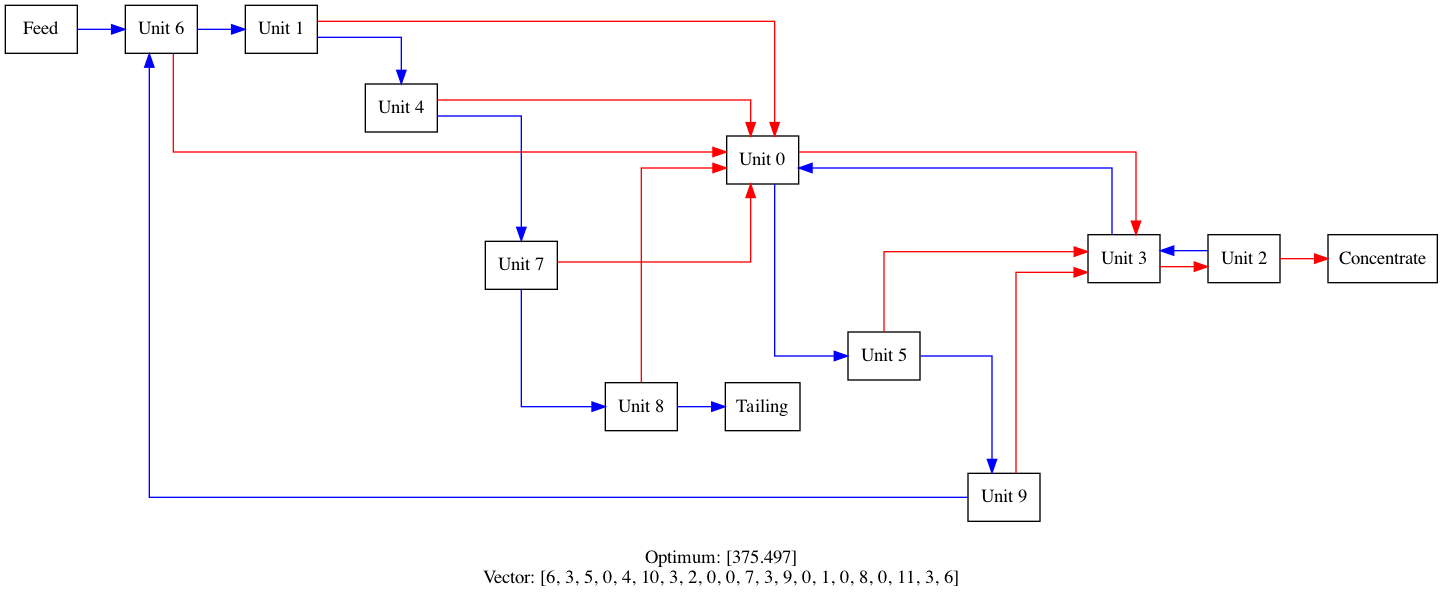 Feed
Unit 6
Unit 1
Unit 4
Unit 0
Unit 7
Unit 3
Unit 2
Concentrate
Unit 5
Unit 8
Tailing
Unit 9
Optimum: [375.497]
Vector: [6, 3, 5, 0, 4, 10, 3, 2, 0, 0, 7, 3, 9, 0, 1, 0, 8, 0, 11, 3, 6]